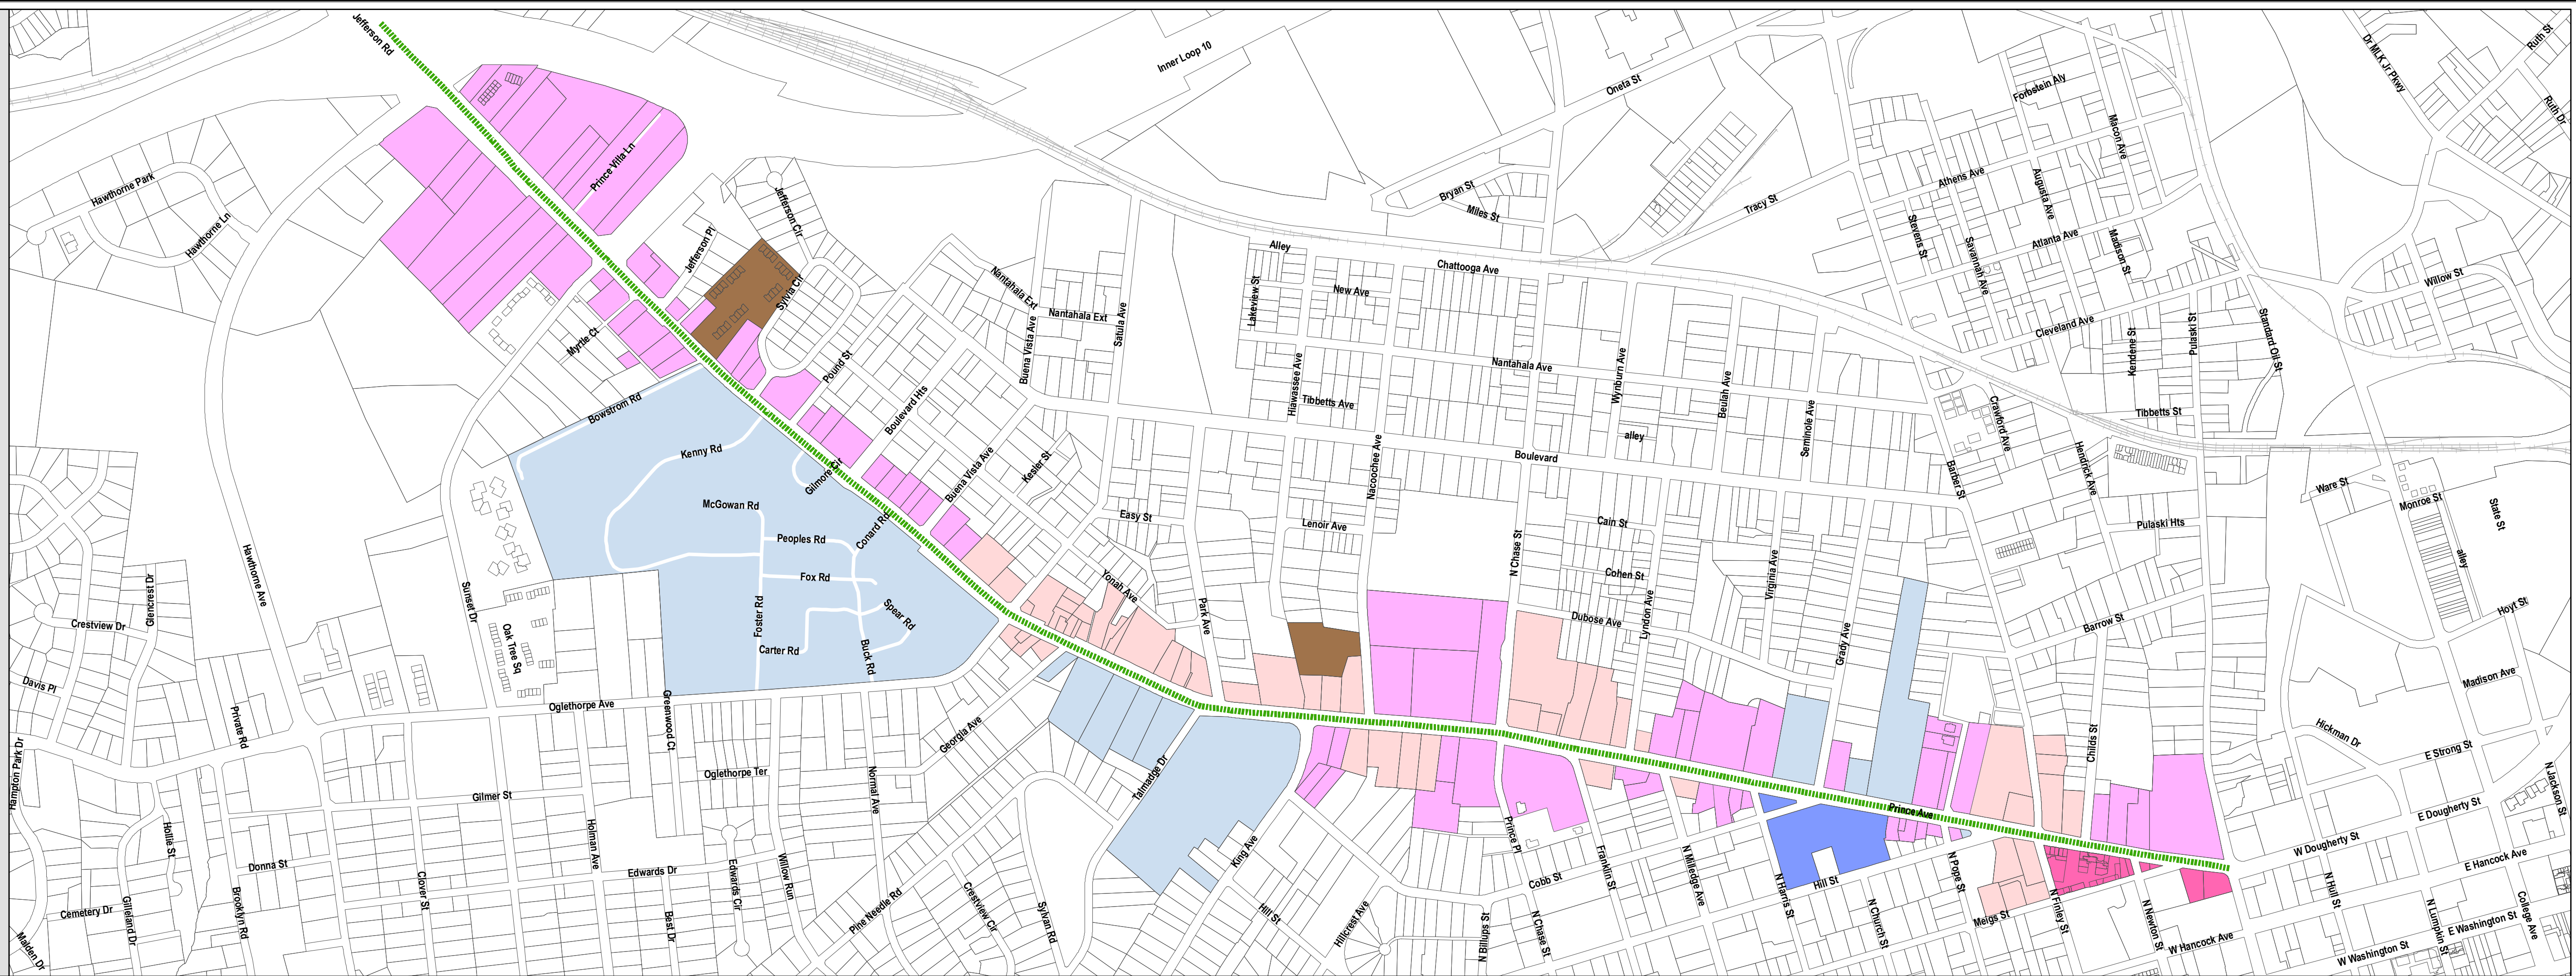 Jefferson Rd
Inner Loop 10
Oneta St
Dr MLK Jr Pkwy
Ruth St
Ruth Dr
Forbstein Aly
Macon Ave
Hawthorne Park
Hawthorne Ln
Prince Villa Ln
Jefferson Cir
Jefferson Pl
Bryan St
Miles St
Tracy St
Athens Ave
Augusta Ave
Stevens St
Savannah Ave
Atlanta Ave
Madison St
Willow St
Alley
Chattooga Ave
Sylvia Cir
Nantahala Ext
Nantahala Ext
Lakeview St
New Ave
Satula Ave
Buena Vista Ave
Myrtle Ct
Pound St
Cleveland Ave
Kendene St
Pulaski St
Standard Oil St
Nantahala Ave
Hiawassee Ave
Tibbetts Ave
Wynburn Ave
Beulah Ave
Seminole Ave
Bowstrom Rd
Boulevard Hts
Crawford Ave
Tibbetts St
alley
Boulevard
Kenny Rd
Gilmore Cir
Buena Vista Ave
Kesler St
Nacoochee Ave
Barber St
Hendrick Ave
Ware St
Monroe St
State St
McGowan Rd
Easy St
Lenoir Ave
Cain St
Pulaski Hts
Peoples Rd
Conard Rd
N Chase St
Fox Rd
Yonah Ave
Cohen St
Virginia Ave
alley
Hawthorne Ave
Sunset Dr
Glencrest Dr
Crestview Dr
Oak Tree Sq
Foster Rd
Spear Rd
Park Ave
Dubose Ave
Lyndon Ave
Grady Ave
Barrow St
Hoyt St
Carter Rd
Buck Rd
Davis Pl
Madison Ave
Private Rd
Oglethorpe Ave
Greenwood Ct
Georgia Ave
Childs St
Hickman Dr
E Strong St
Hampton Park Dr
Oglethorpe Ter
Normal Ave
Talmadge Dr
N Jackson St
Gilmer St
Prince Ave
E Dougherty St
Hollie St
Holman Ave
King Ave
Prince Pl
W Dougherty St
Donna St
Edwards Dr
Edwards Cir
Willow Run
Cobb St
Franklin St
N Milledge Ave
Hill St
N Pope St
E Hancock Ave
Clover St
Pine Needle Rd
Crestview Cir
N Harris St
Cemetery Dr
Gilleland Dr
Brooklyn Rd
Best Dr
Sylvan Rd
Hill St
Hillcrest Ave
N Billups St
N Chase St
N Church St
Meigs St
N Finley St
N Newton St
N Hull St
N Lumpkin St
College Ave
E Washington St
W Hancock Ave
W Washington St
Malden Dr